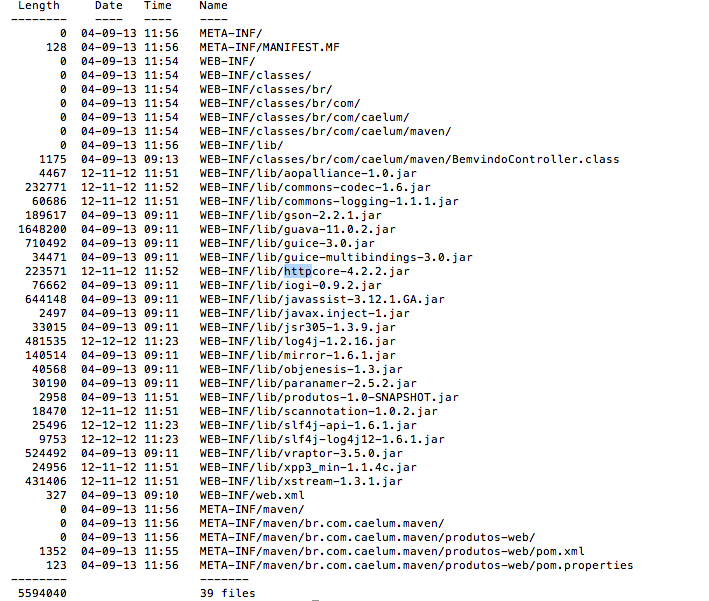 Length     Date   Time    Name
 --------    ----   ----    ----
        0  04-09-13 11:56   META-INF/
      128  04-09-13 11:56   META-INF/MANIFEST.MF
        0  04-09-13 11:54   WEB-INF/
        0  04-09-13 11:54   WEB-INF/classes/
        0  04-09-13 11:54   WEB-INF/classes/br/
        0  04-09-13 11:54   WEB-INF/classes/br/com/
        0  04-09-13 11:54   WEB-INF/classes/br/com/caelum/
        0  04-09-13 11:54   WEB-INF/classes/br/com/caelum/maven/
        0  04-09-13 11:56   WEB-INF/lib/
     1175  04-09-13 09:13   WEB-INF/classes/br/com/caelum/maven/BemvindoController.class
     4467  12-11-12 11:51   WEB-INF/lib/aopalliance-1.0.jar
   232771  12-11-12 11:52   WEB-INF/lib/commons-codec-1.6.jar
    60686  12-11-12 11:51   WEB-INF/lib/commons-logging-1.1.1.jar
   189617  04-09-13 09:11   WEB-INF/lib/gson-2.2.1.jar
  1648200  04-09-13 09:11   WEB-INF/lib/guava-11.0.2.jar
   710492  04-09-13 09:11   WEB-INF/lib/guice-3.0.jar
    34471  04-09-13 09:11   WEB-INF/lib/guice-multibindings-3.0.jar
   223571  12-11-12 11:52   WEB-INF/lib/httpcore-4.2.2.jar
    76662  04-09-13 09:11   WEB-INF/lib/iogi-0.9.2.jar
   644148  04-09-13 09:11   WEB-INF/lib/javassist-3.12.1.GA.jar
     2497  04-09-13 09:11   WEB-INF/lib/javax.inject-1.jar
    33015  04-09-13 09:11   WEB-INF/lib/jsr305-1.3.9.jar
   481535  12-12-12 11:23   WEB-INF/lib/log4j-1.2.16.jar
   140514  04-09-13 09:11   WEB-INF/lib/mirror-1.6.1.jar
    40568  04-09-13 09:11   WEB-INF/lib/objenesis-1.3.jar
    30190  04-09-13 09:11   WEB-INF/lib/paranamer-2.5.2.jar
     2958  04-09-13 11:51   WEB-INF/lib/produtos-1.0-SNAPSHOT.jar
    18470  12-11-12 11:51   WEB-INF/lib/scannotation-1.0.2.jar
    25496  12-12-12 11:23   WEB-INF/lib/slf4j-api-1.6.1.jar
     9753  12-12-12 11:23   WEB-INF/lib/slf4j-log4j12-1.6.1.jar
   524492  04-09-13 09:11   WEB-INF/lib/vraptor-3.5.0.jar
    24956  12-11-12 11:51   WEB-INF/lib/xpp3_min-1.1.4c.jar
   431406  12-11-12 11:51   WEB-INF/lib/xstream-1.3.1.jar
      327  04-09-13 09:10   WEB-INF/web.xml
        0  04-09-13 11:56   META-INF/maven/
        0  04-09-13 11:56   META-INF/maven/br.com.caelum.maven/
        0  04-09-13 11:56   META-INF/maven/br.com.caelum.maven/produtos-web/
     1352  04-09-13 11:55   META-INF/maven/br.com.caelum.maven/produtos-web/pom.xml
      123  04-09-13 11:56   META-INF/maven/br.com.caelum.maven/produtos-web/pom.properties
 --------                   -------
  5594040                   39 files